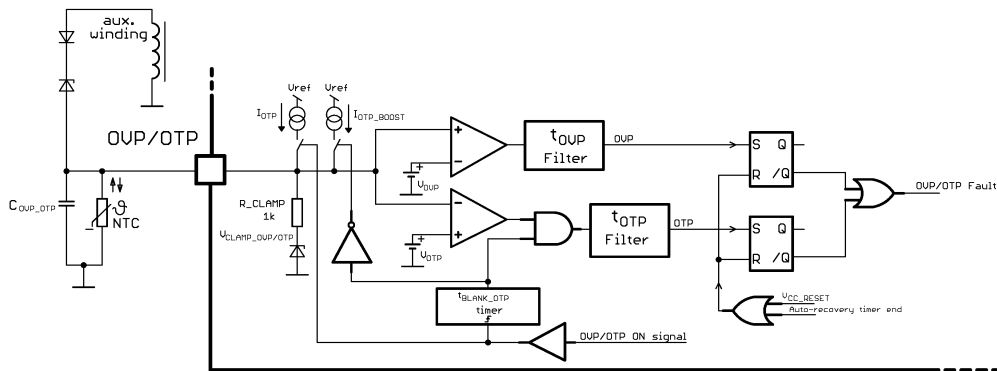 aux.
winding
OVP/OTP
Vref
Vref
I_OTP
I_OTP_BOOST
C_OVP_OTP
ϑ
NTC
R_CLAMP
1k
V_CLAMP_OVP/OTP
+
-
+
V_OVP
-
+
+
V_OTP
t_OVP
Filter
OVP
t_OTP
Filter
OTP
t_BLANK_OTP
timer
OVP/OTP ON signal
S Q
R /Q
S Q
R /Q
OVP/OTP Fault
V_CC_RESET
Auto-recovery timer end